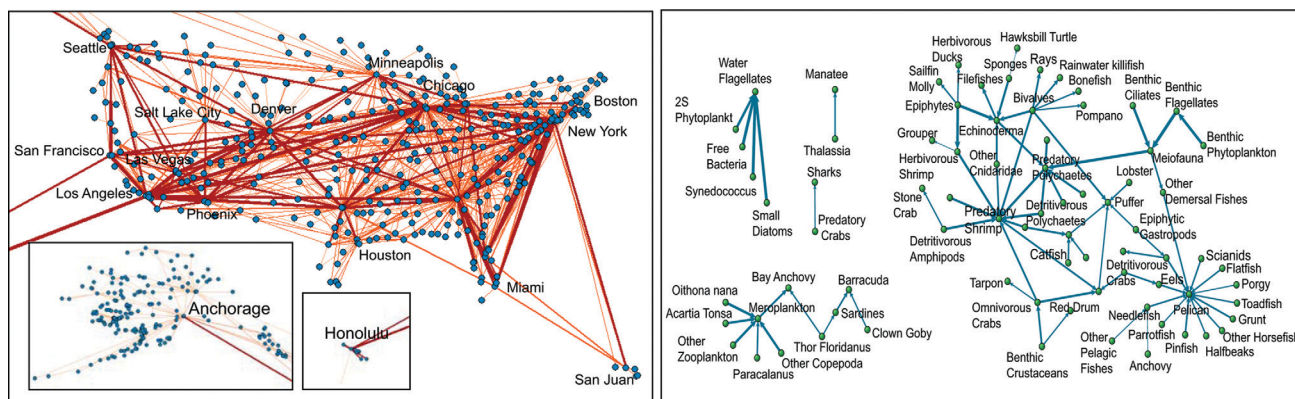 Seattle
Minneapolis
Chicago
Boston
Salt Lake City
Denver
New York
San Francisco
Las Vegas
Los Angeles
Phoenix
Houston
Miami
Anchorage
Honolulu
San Juan
Water
Flagellates
2S
Phytoplankt
Free
Bacteria
Synedococcus
Small
Diatoms
Manatee
Thalassia
Sharks
Predatory
Crabs
Oithona nana
Acartia Tonsa
Other
Zooplankton
Paracalanus
Meroplankton
Bay Anchovy
Other Copepoda
Thor Floridanus
Barracuda
Sardines
Clown Goby
Herbivorous
Ducks
Hawksbill Turtle
Sailfin
Molly
Filefishes
Sponges
Rays
Rainwater killifish
Bonefish
Pompano
Epiphytes
Bivalves
Echinoderma
Grouper
Herbivorous
Shrimp
Other
Cnidaridae
Predatory
Polychaetes
Benthic
Ciliates
Benthic
Flagellates
Benthic
Phytoplankton
Meiofauna
Stone
Crab
Predatory
Shrimp
Detritivorous
Polychaetes
Lobster
Puffer
Other
Demersal Fishes
Detritivorous
Amphipods
Catfish
Epiphytic
Gastropods
Detritivorous
Crabs
Eels
Tarpon
Omnivorous
Crabs
Red Drum
Needlefish
Pelican
Scianids
Flatfish
Porgy
Toadfish
Grunt
Other Horsefish
Halfbeaks
Pinfish
Parrotfish
Anchovy
Other
Pelagic
Fishes
Benthic
Crustaceans